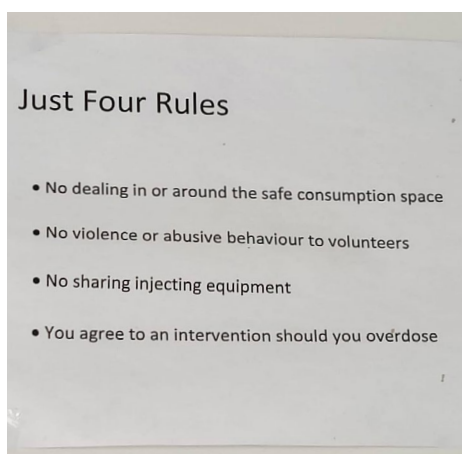 Just Four Rules
• No dealing in or around the safe consumption space
• No violence or abusive behaviour to volunteers
• No sharing injecting equipment
• You agree to an intervention should you overdose